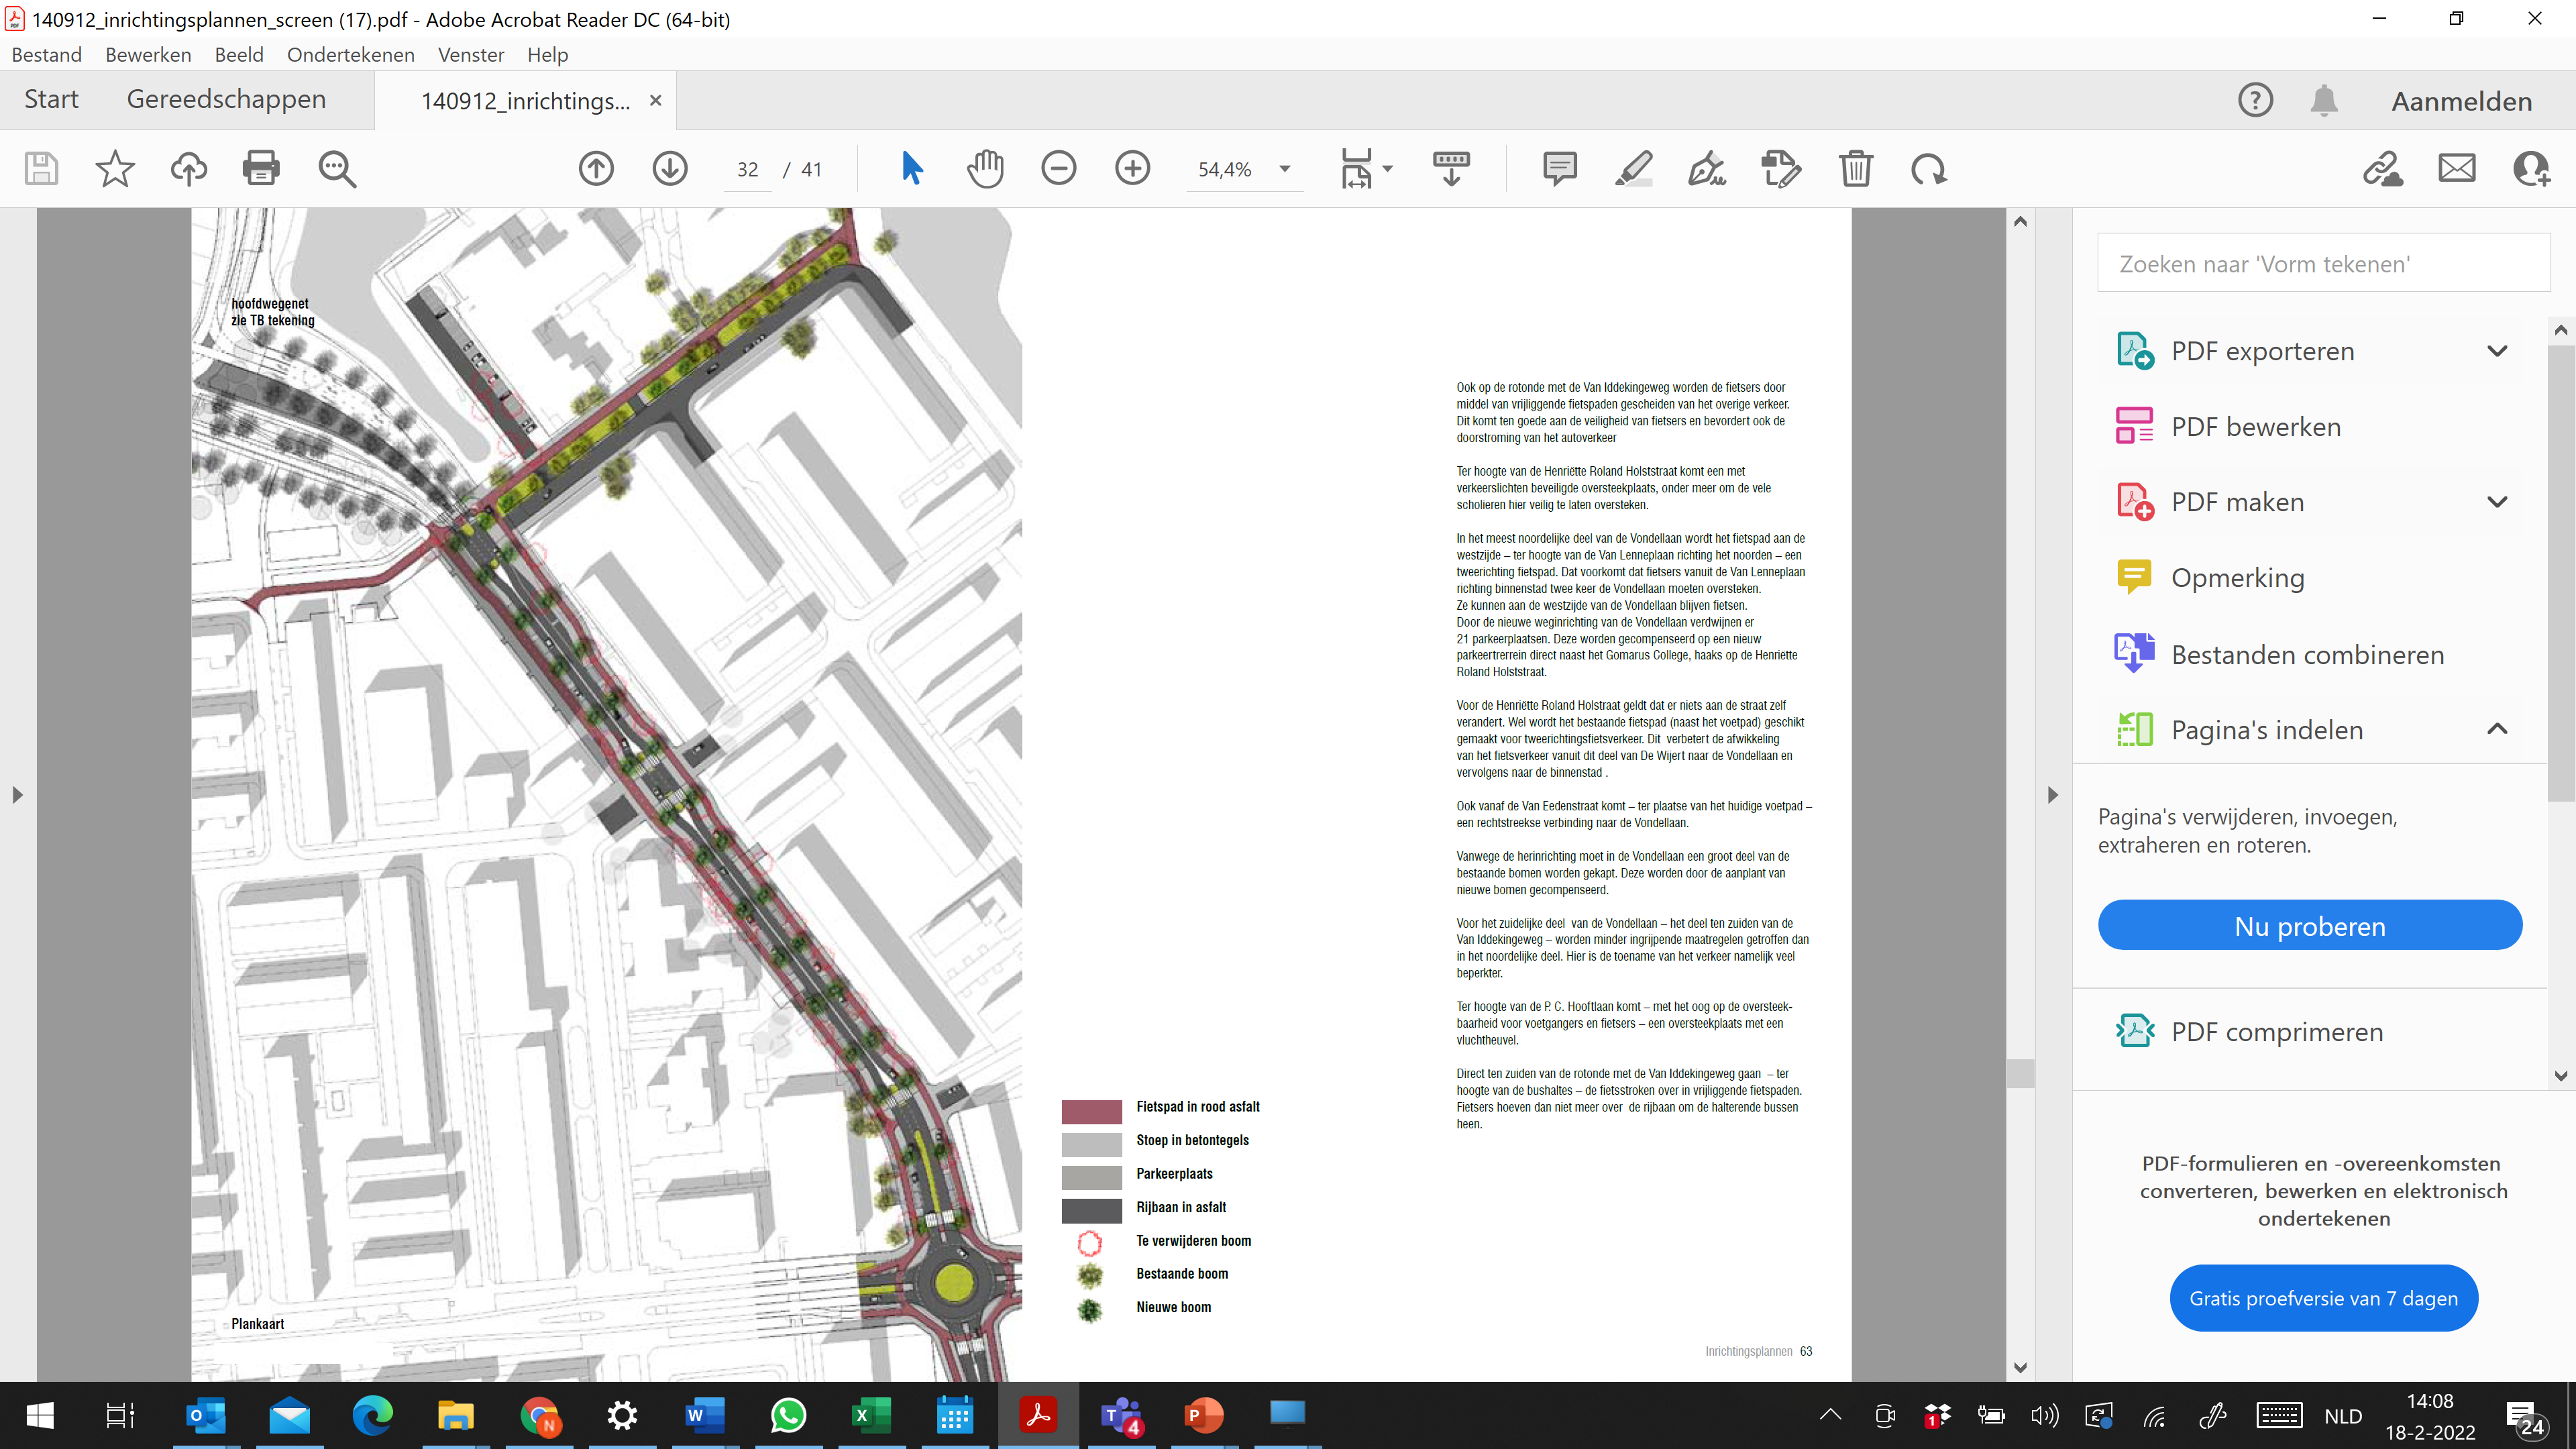 140912_inrichtingsplannen_screen (17).pdf - Adobe Acrobat Reader DC (64-bit)
Bestand Bewerken Beeld Ondertekenen Venster Help
Start Gereedschappen 140912_inrichtings... Aanmelden
32 / 41 54,4%
hoofdwegenet
zie TB tekening
Plankaart
Fietspad in rood asfalt
Stoep in betontegels
Parkeerplaats
Rijbaan in asfalt
Te verwijderen boom
Bestaande boom
Nieuwe boom
Ook op de rotonde met de Van Iddekingeweg worden de fietsers door
middel van vrijliggende fietspaden gescheiden van het overige verkeer.
Dit komt ten goede aan de veiligheid van fietsers en bevordert ook de
doorstroming van het autoverkeer
Ter hoogte van de Henriëtte Roland Holststraat komt een met
verkeerslichten beveiligde oversteekplaats, onder meer om de vele
scholieren hier veilig te laten oversteken.
In het meest noordelijke deel van de Vondellaan wordt het fietspad aan de
westzijde – ter hoogte van de Van Lenneplaan richting het noorden – een
tweerichting fietspad. Dat voorkomt dat fietsers vanuit de Van Lenneplaan
richting binnenstad twee keer de Vondellaan moeten oversteken.
Ze kunnen aan de westzijde van de Vondellaan blijven fietsen.
Door de nieuwe weginrichting van de Vondellaan verdwijnen er
21 parkeerplaatsen. Deze worden gecompenseerd op een nieuw
parkeertrerrein direct naast het Gomarus College, haaks op de Henriëtte
Roland Holststraat.
Voor de Henriëtte Roland Holstraat geldt dat er niets aan de straat zelf
verandert. Wel wordt het bestaande fietspad (naast het voetpad) geschikt
gemaakt voor tweerichtingsfietsverkeer. Dit verbetert de afwikkeling
van het fietsverkeer vanuit dit deel van De Wijert naar de Vondellaan en
vervolgens naar de binnenstad .
Ook vanaf de Van Eedenstraat komt – ter plaatse van het huidige voetpad –
een rechtstreekse verbinding naar de Vondellaan.
Vanwege de herinrichting moet in de Vondellaan een groot deel van de
bestaande bomen worden gekapt. Deze worden door de aanplant van
nieuwe bomen gecompenseerd.
Voor het zuidelijke deel van de Vondellaan – het deel ten zuiden van de
Van Iddekingeweg – worden minder ingrijpende maatregelen getroffen dan
in het noordelijke deel. Hier is de toename van het verkeer namelijk veel
beperkter.
Ter hoogte van de P. C. Hooftlaan komt – met het oog op de oversteek-
baarheid voor voetgangers en fietsers – een oversteekplaats met een
vluchtheuvel.
Direct ten zuiden van de rotonde met de Van Iddekingeweg gaan – ter
hoogte van de bushaltes – de fietsstroken over in vrijliggende fietspaden.
Fietsers hoeven dan niet meer over de rijbaan om de halterende bussen
heen.
Inrichtingsplannen 63
Zoeken naar 'Vorm tekenen'
PDF exporteren
PDF bewerken
PDF maken
Opmerking
Bestanden combineren
Pagina's indelen
Pagina's verwijderen, invoegen,
extraheren en roteren.
Nu proberen
PDF comprimeren
PDF-formulieren en -overeenkomsten
converteren, bewerken en elektronisch
ondertekenen
Gratis proefversie van 7 dagen
N 4 1 NLD 14:08
18-2-2022 24